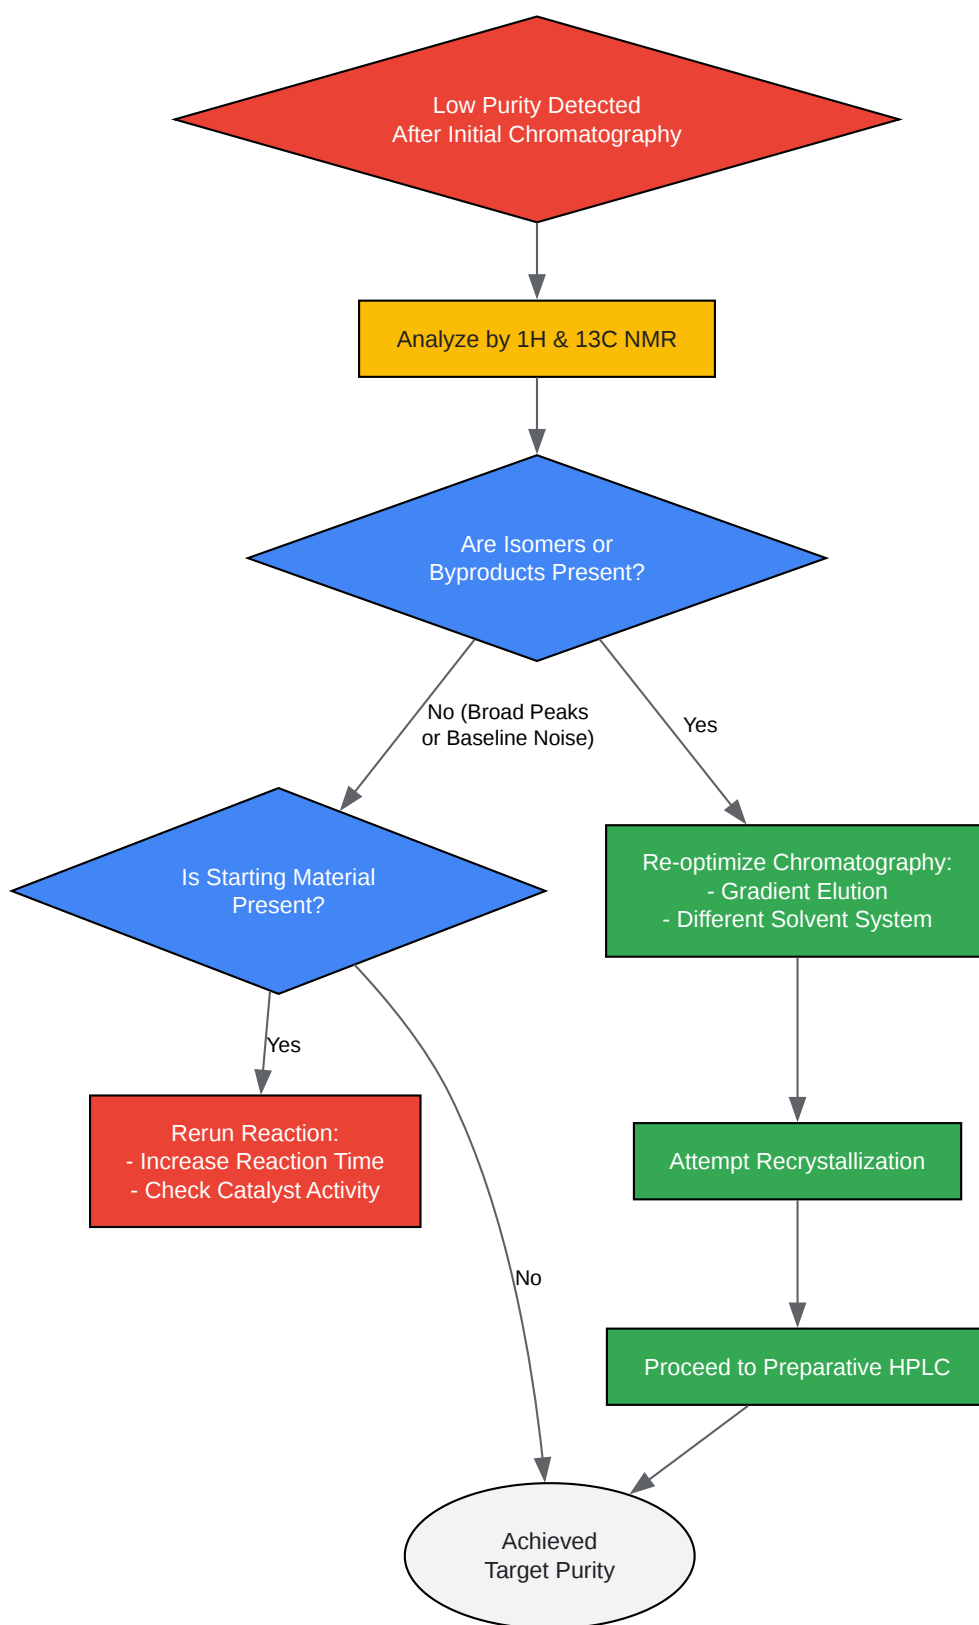 Low Purity Detected
After Initial Chromatography
Analyze by 1H & 13C NMR
Are Isomers or
Byproducts Present?
No (Broad Peaks
or Baseline Noise)
Yes
Is Starting Material
Present?
Re-optimize Chromatography:
- Gradient Elution
- Different Solvent System
Yes
Rerun Reaction:
- Increase Reaction Time
- Check Catalyst Activity
Attempt Recrystallization
No
Proceed to Preparative HPLC
Achieved
Target Purity